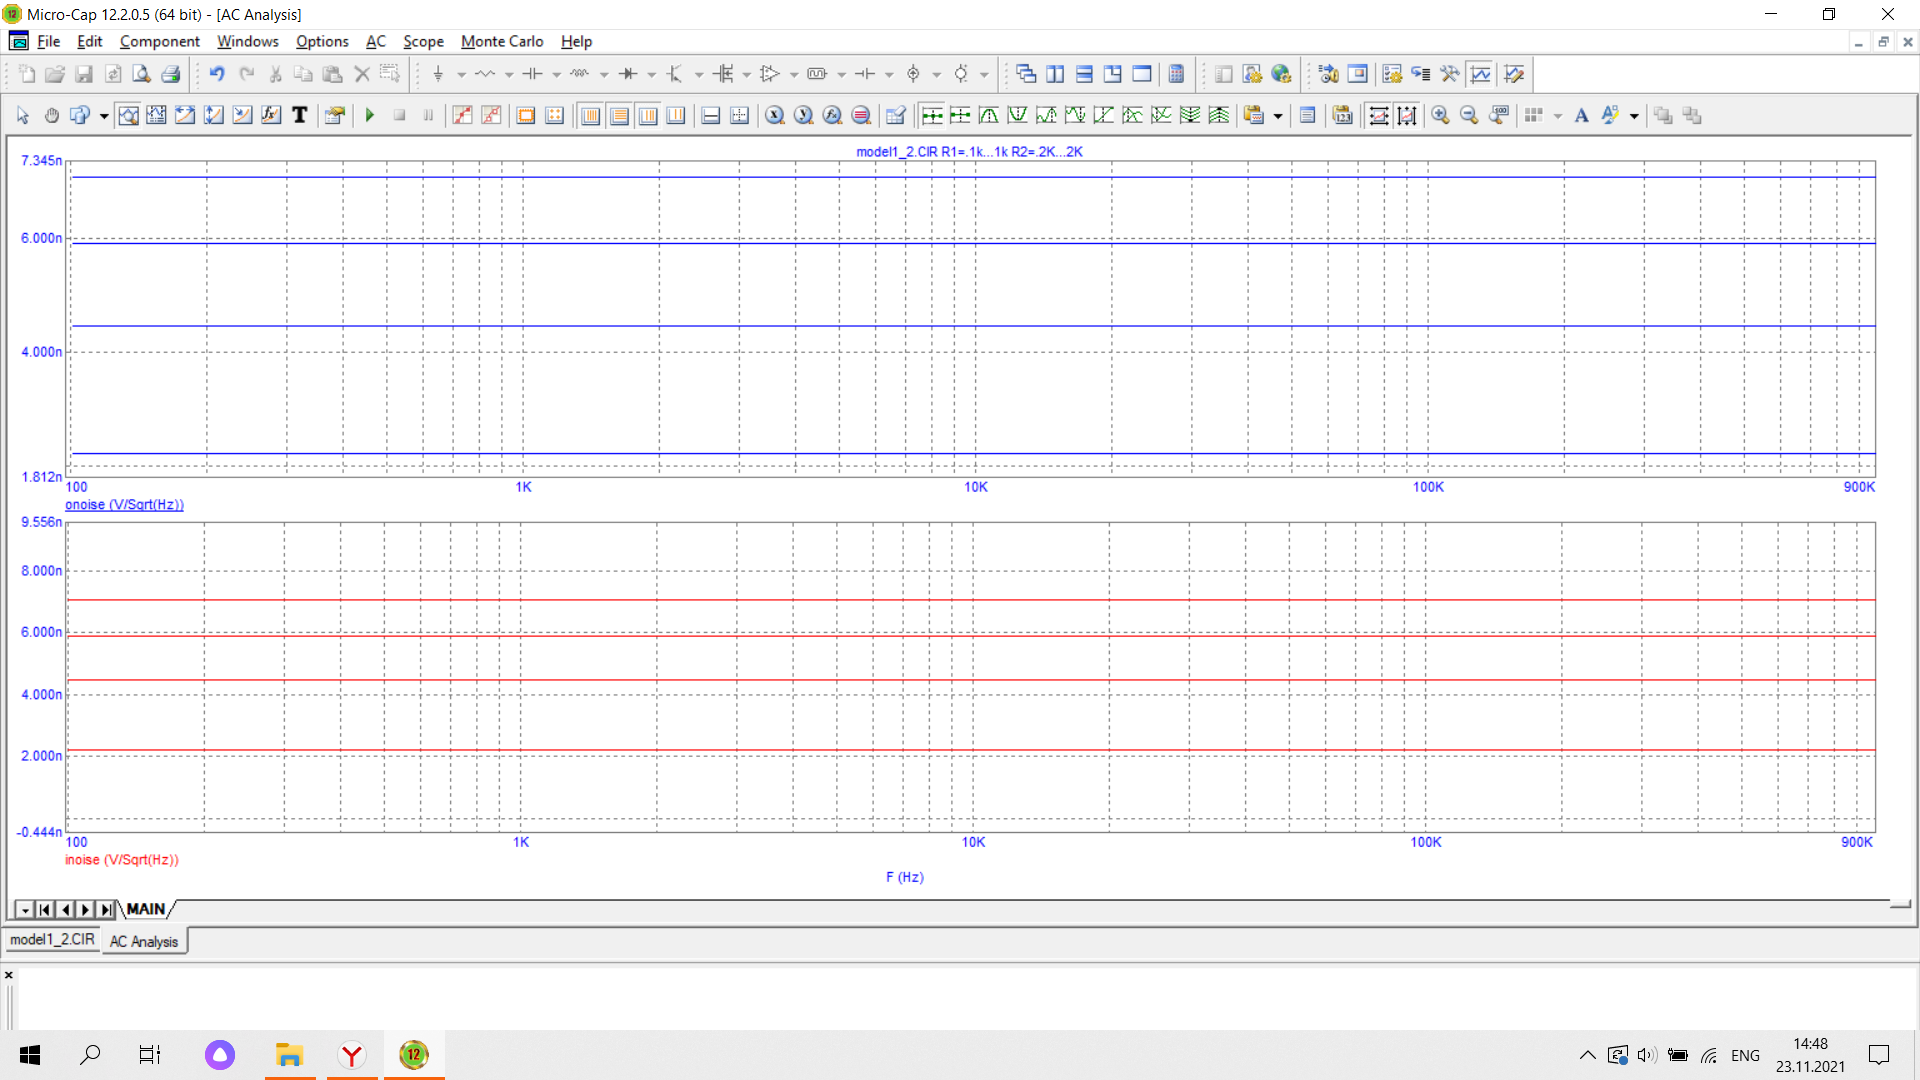 Micro-Cap 12.2.0.5 (64 bit) - [AC Analysis]
File Edit Component Windows Options AC Scope Monte Carlo Help
model1_2.CIR R1=.1k...1k R2=.2K...2K
7.345n
6.000n
4.000n
1.812n
100 1K 10K 100K 900K
onoise (V/Sqrt(Hz))
9.556n
8.000n
6.000n
4.000n
2.000n
-0.444n
100 1K 10K 100K 900K
inoise (V/Sqrt(Hz))
F (Hz)
MAIN
model1_2.CIR AC Analysis
12
ENG
14:48
23.11.2021